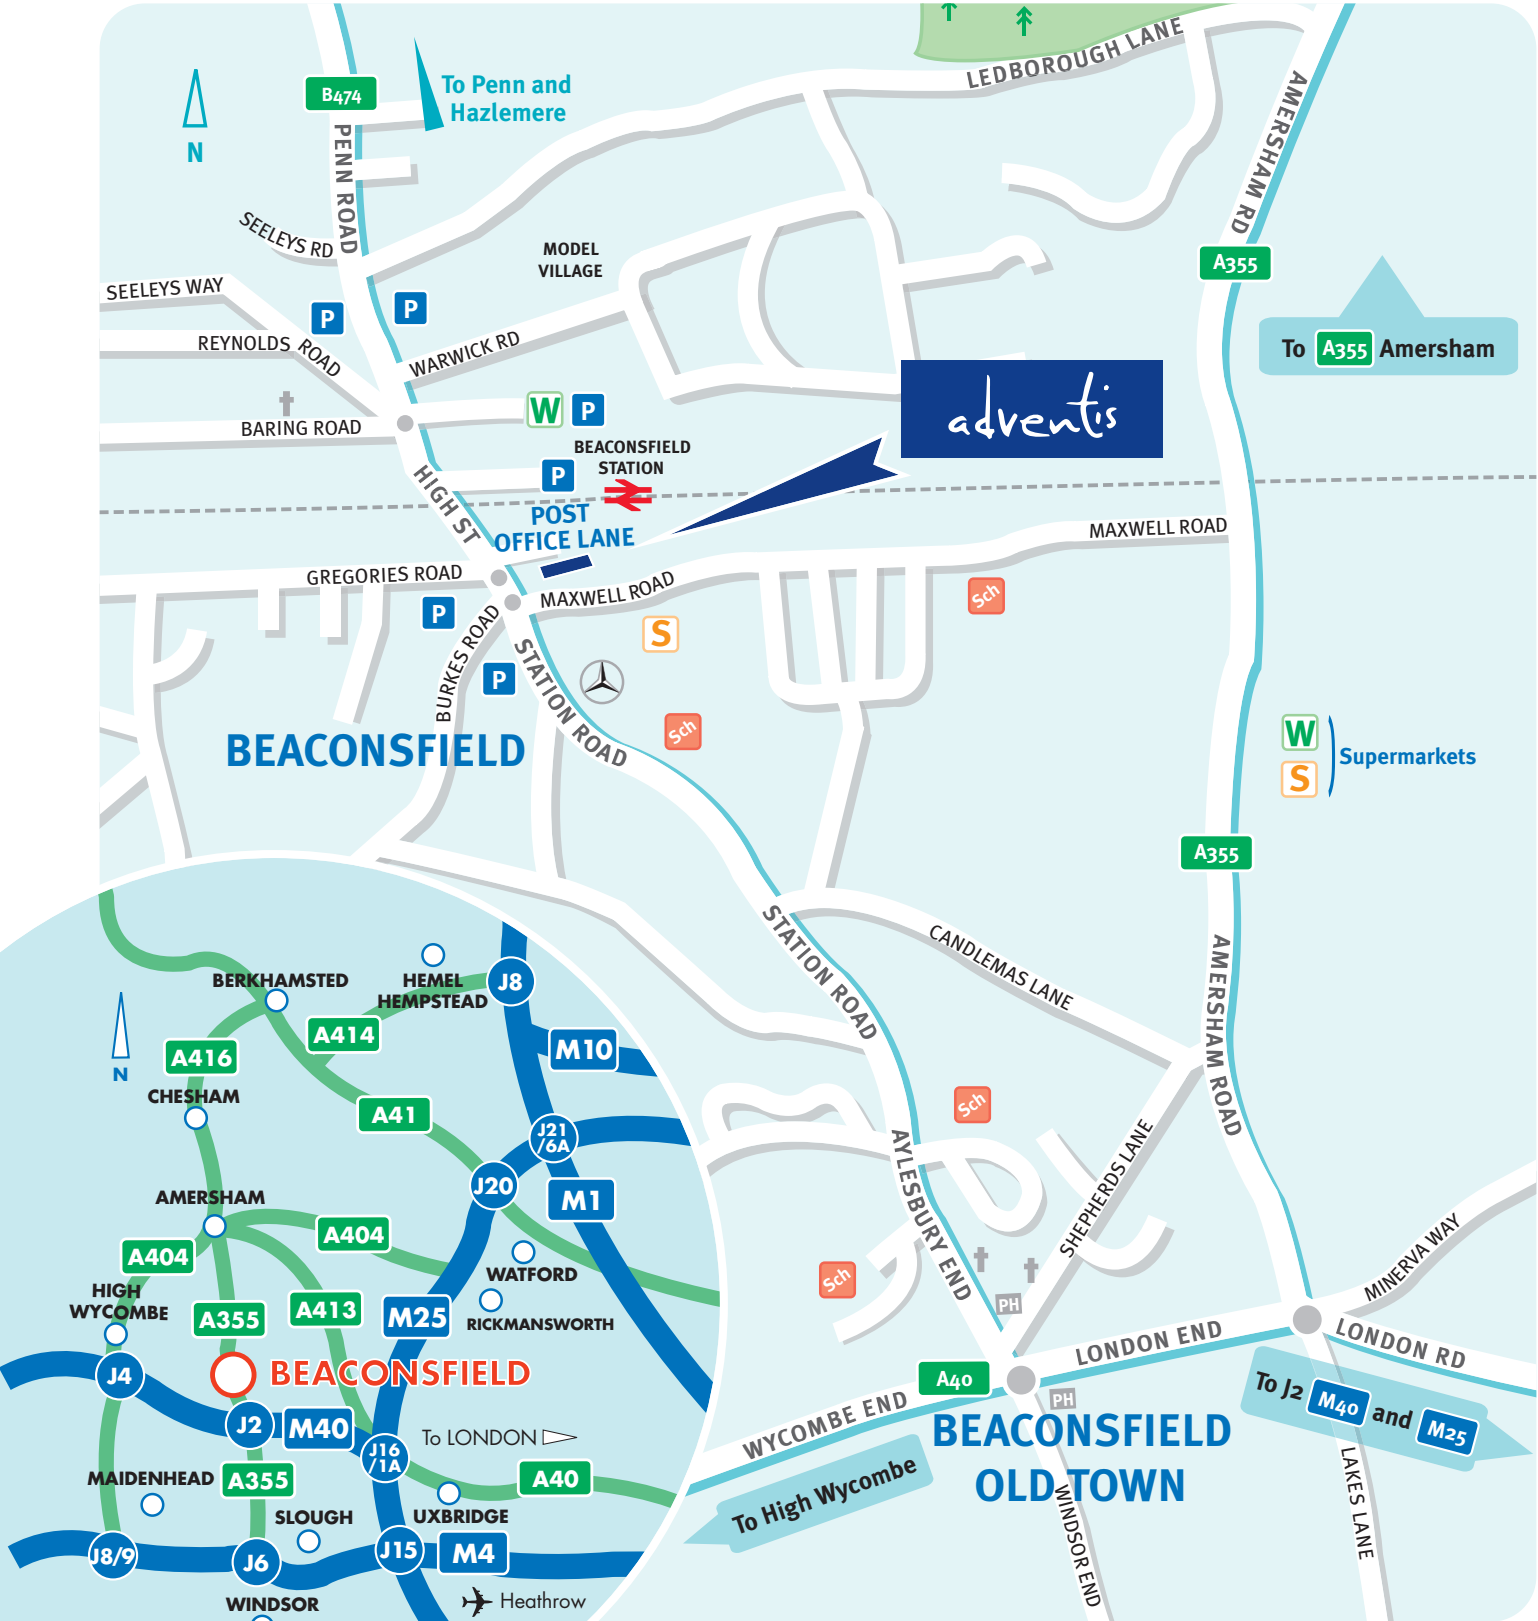 LEDBOROUGH LANE
B474
To Penn and
Hazlemere
N
PENN ROAD
AMERSHAM RD
SEELEYS RD
MODEL
VILLAGE
A355
SEELEYS WAY
P
P
REYNOLDS ROAD
WARWICK RD
To A355 Amersham
adventis
W
P
BARING ROAD
BEACONSFIELD
STATION
P
HIGH ST
POST
OFFICE LANE
MAXWELL ROAD
GREGORIES ROAD
MAXWELL ROAD
Sch
P
S
BURKES ROAD
P
STATION ROAD
Sch
BEACONSFIELD
W
S
Supermarkets
A355
STATION ROAD
CANDLEMAS LANE
AMERSHAM ROAD
Sch
AYLESBURY END
SHEPHERDS LANE
Sch
MINERVA WAY
PH
LONDON END
LONDON RD
A40
PH
WYCOMBE END
To J2 M40 and M25
BEACONSFIELD
OLD TOWN
To High Wycombe
WINDSOR END
LAKES LANE
BERKHAMSTED
HEMEL
HEMPSTEAD
J8
A414
M10
A416
N
CHESHAM
A41
J21
/6A
J20
M1
AMERSHAM
A404
A404
WATFORD
HIGH
WYCOMBE
A355
A413
M25
RICKMANSWORTH
J4
BEACONSFIELD
J2
M40
To LONDON
J16
/1A
MAIDENHEAD
A355
A40
SLOUGH
UXBRIDGE
J8/9
J6
J15
M4
WINDSOR
Heathrow